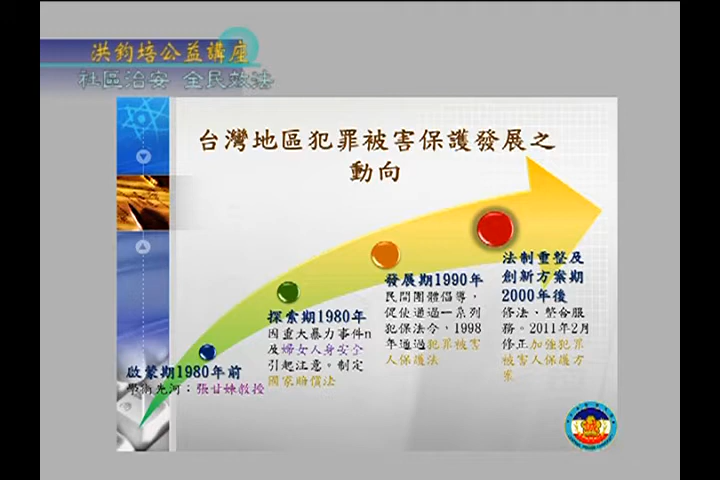 洪鈞培公益講座
社區治安 全民效法
台灣地區犯罪被害保護發展之
動向
啟蒙期1980年前
學術先河：張甘妹教授
探索期1980年
因重大暴力事件n
及婦女人身安全
引起注意。制定
國家賠償法
發展期1990年
民間團體倡導，
促使通過一系列
犯保法令，1998
年通過犯罪被害
人保護法
法制重整及
創新方案期
2000年後
修法、整合服
務。2011年2月
修正加強犯罪
被害人保護方
案